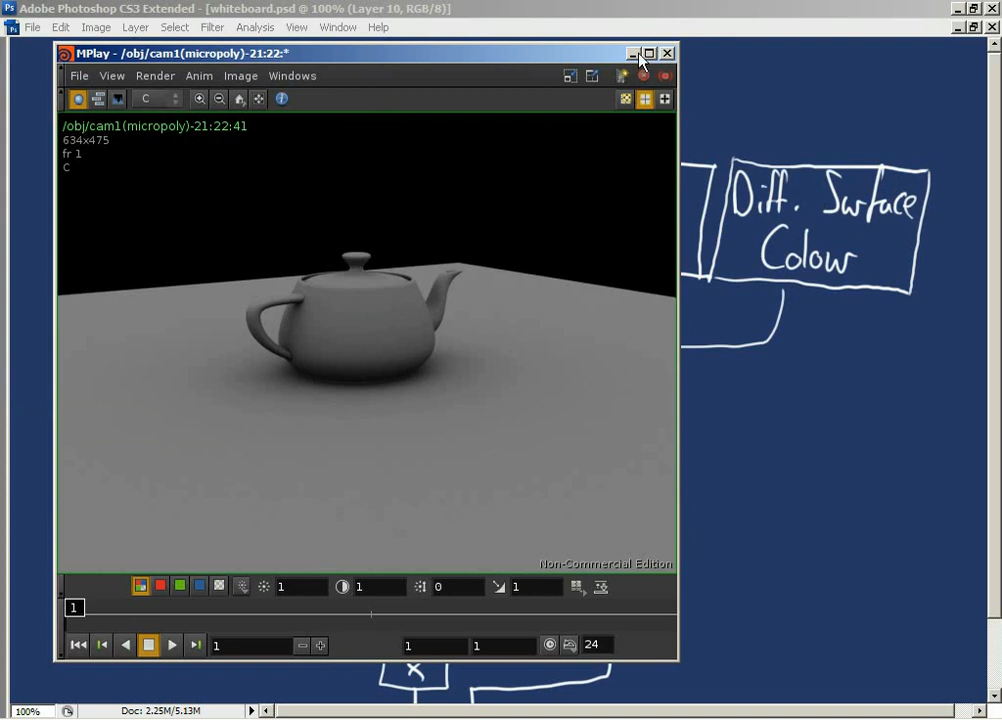 Adobe Photoshop CS3 Extended - [whiteboard.psd @ 100% (Layer 10, RGB/8)]
File Edit Image Layer Select Filter Analysis View Window Help
MPlay - /obj/cam1(micropoly)-21:22:*
File View Render Anim Image Windows
C
/obj/cam1(micropoly)-21:22:41
634x475
fr 1
C
Diff. Surface
Colour
Non-Commercial Edition
1 1 0 1
1
1 1 1 24
x
100% Doc: 2.25M/5.13M